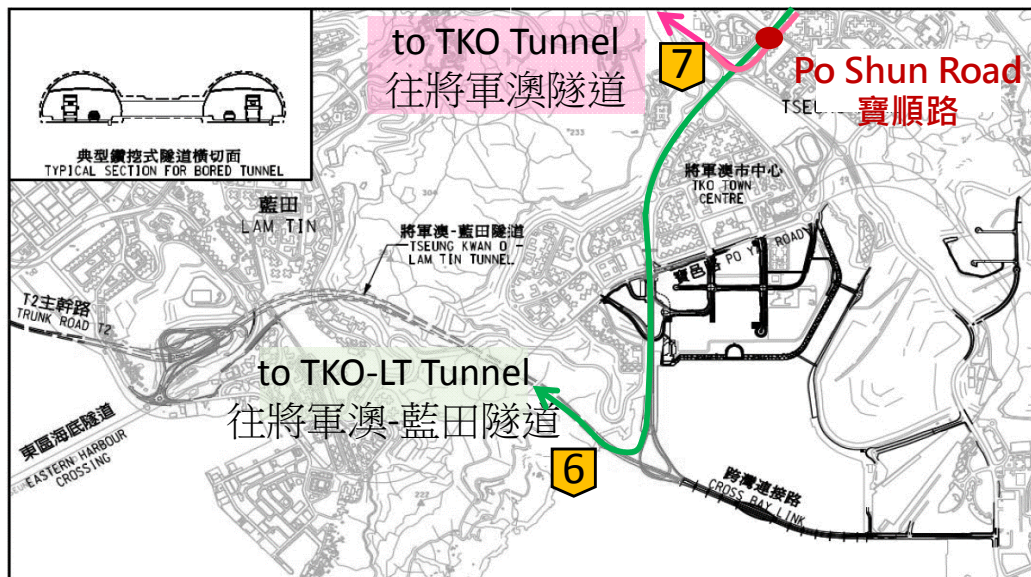 to TKO Tunnel
往將軍澳隧道
7
Po Shun Road
寶順路
TSEU
典型鑽挖式隧道橫切面
TYPICAL SECTION FOR BORED TUNNEL
233
304
藍田
LAM TIN
將軍澳市中心
TKO TOWN
CENTRE
將軍澳-藍田隧道
TSEUNG KWAN O -
LAM TIN TUNNEL
寶邑路 PO YAP ROAD
T2主幹路
TRUNK ROAD T2
to TKO-LT Tunnel
往將軍澳-藍田隧道
東區海底隧道
EASTERN HARBOUR
CROSSING
6
222
跨灣連接路
CROSS BAY LINK